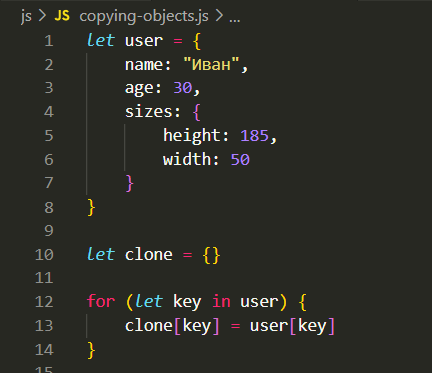 js > JS copying-objects.js > ...
1 let user = {
2     name: "Иван",
3     age: 30,
4     sizes: {
5         height: 185,
6         width: 50
7     }
8 }
9
10 let clone = {}
11
12 for (let key in user) {
13     clone[key] = user[key]
14 }
15